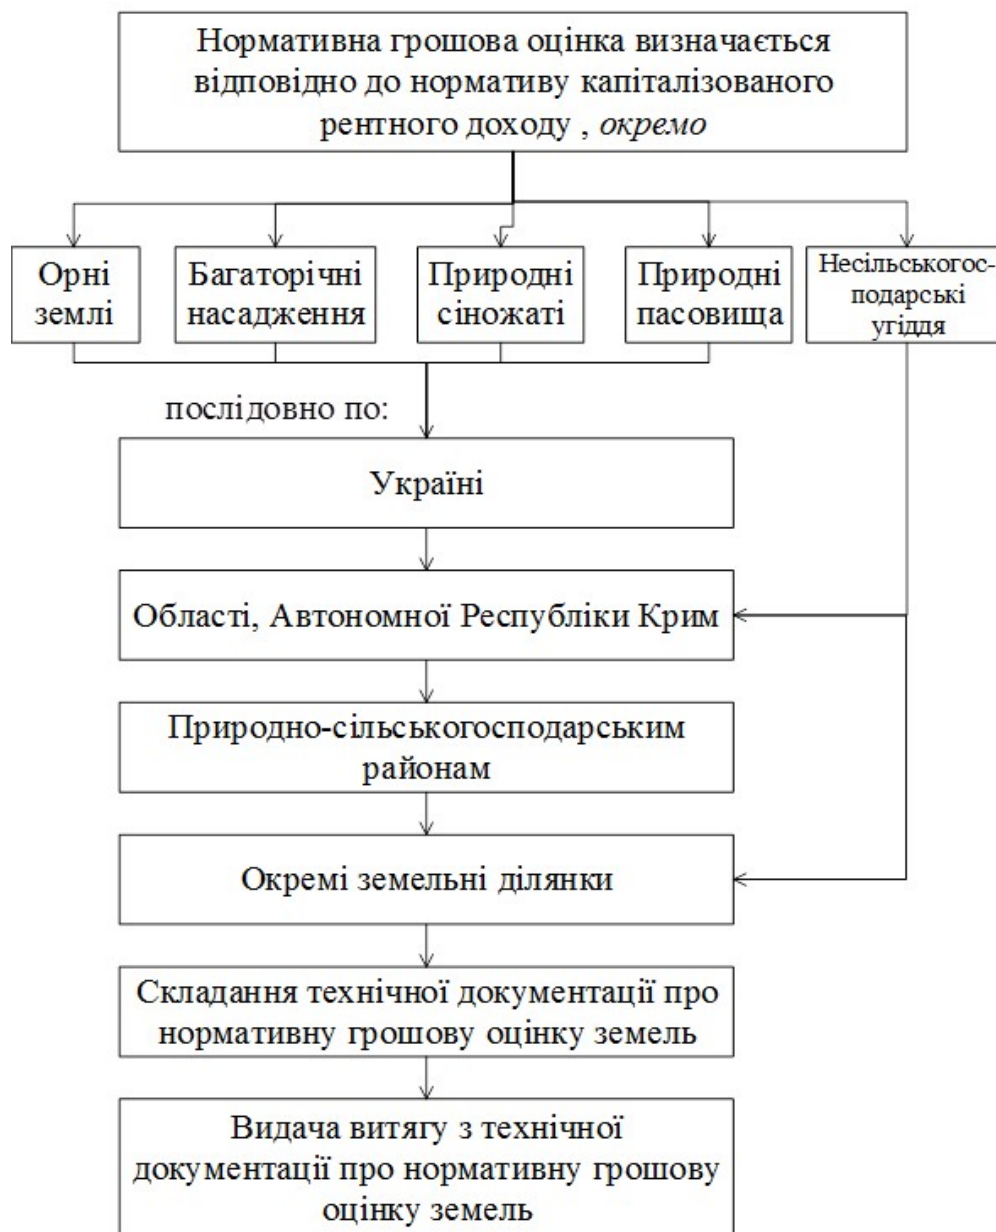 Нормативна грошова оцінка визначається
відповідно до нормативу капіталізованого
рентного доходу , окремо
Орні
землі
Багаторічні
насадження
Природні
сіножаті
Природні
пасовища
Несільськогос-
подарські
угіддя
послідовно по:
Україні
Області, Автономної Республіки Крим
Природно-сільськогосподарським
районам
Окремі земельні ділянки
Складання технічної документації про
нормативну грошову оцінку земель
Видача витягу з технічної
документації про нормативну грошову
оцінку земель